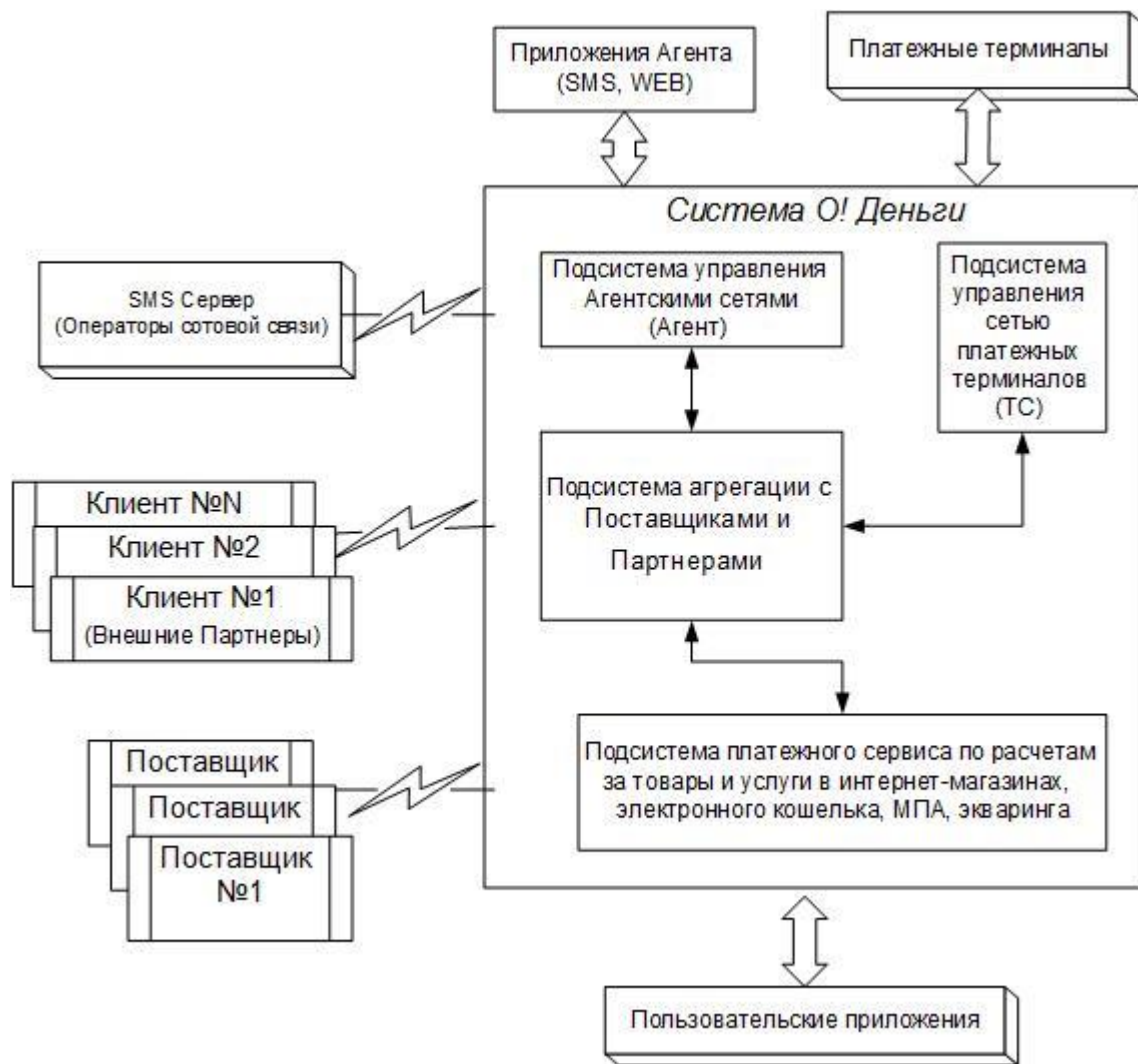 Приложения Агента
(SMS, WEB)
Платежные терминалы
Система О! Деньги
SMS Сервер
(Операторы сотовой связи)
Подсистема управления
Агентскими сетями
(Агент)
Подсистема
управления
сетью
платежных
терминалов
(ТС)
Клиент №N
Клиент №2
Клиент №1
(Внешние Партнеры)
Подсистема агрегации с
Поставщиками и
Партнерами
Поставщик
Поставщик
Поставщик
№1
Подсистема платежного сервиса по расчетам
за товары и услуги в интернет-магазинах,
электронного кошелька, МПА, экваринга
Пользовательские приложения